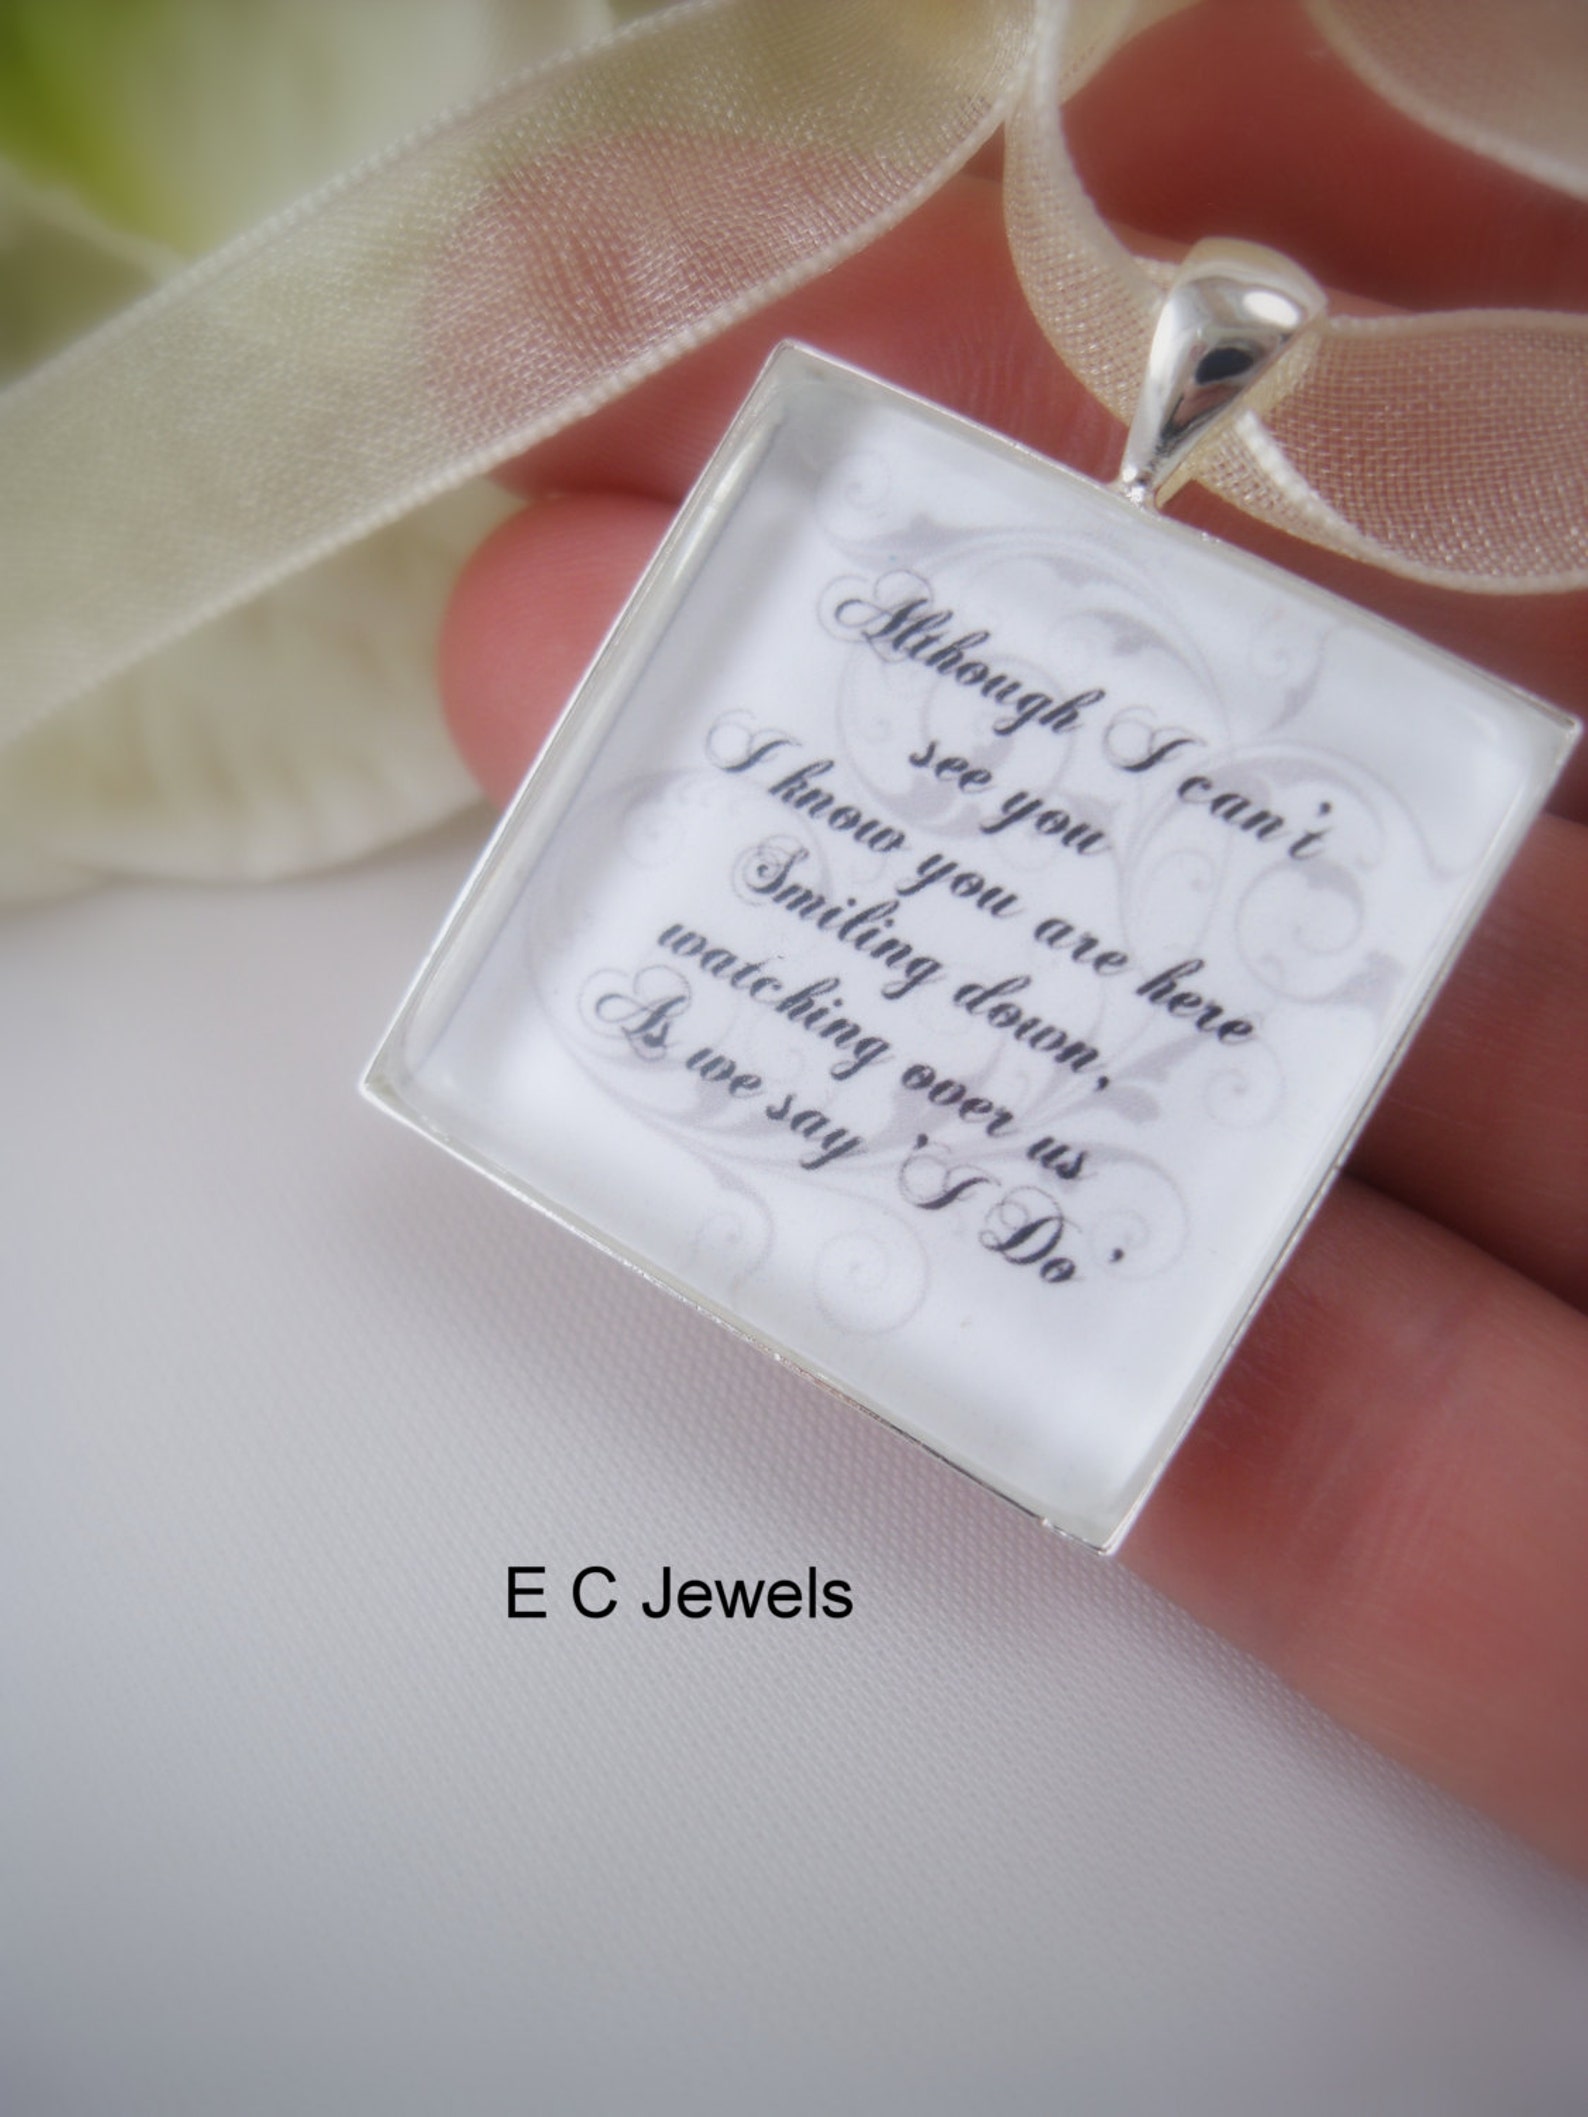 Although I can't
see you
I know you are here
Smiling down,
watching over us
As we say 'I Do'
E C Jewels